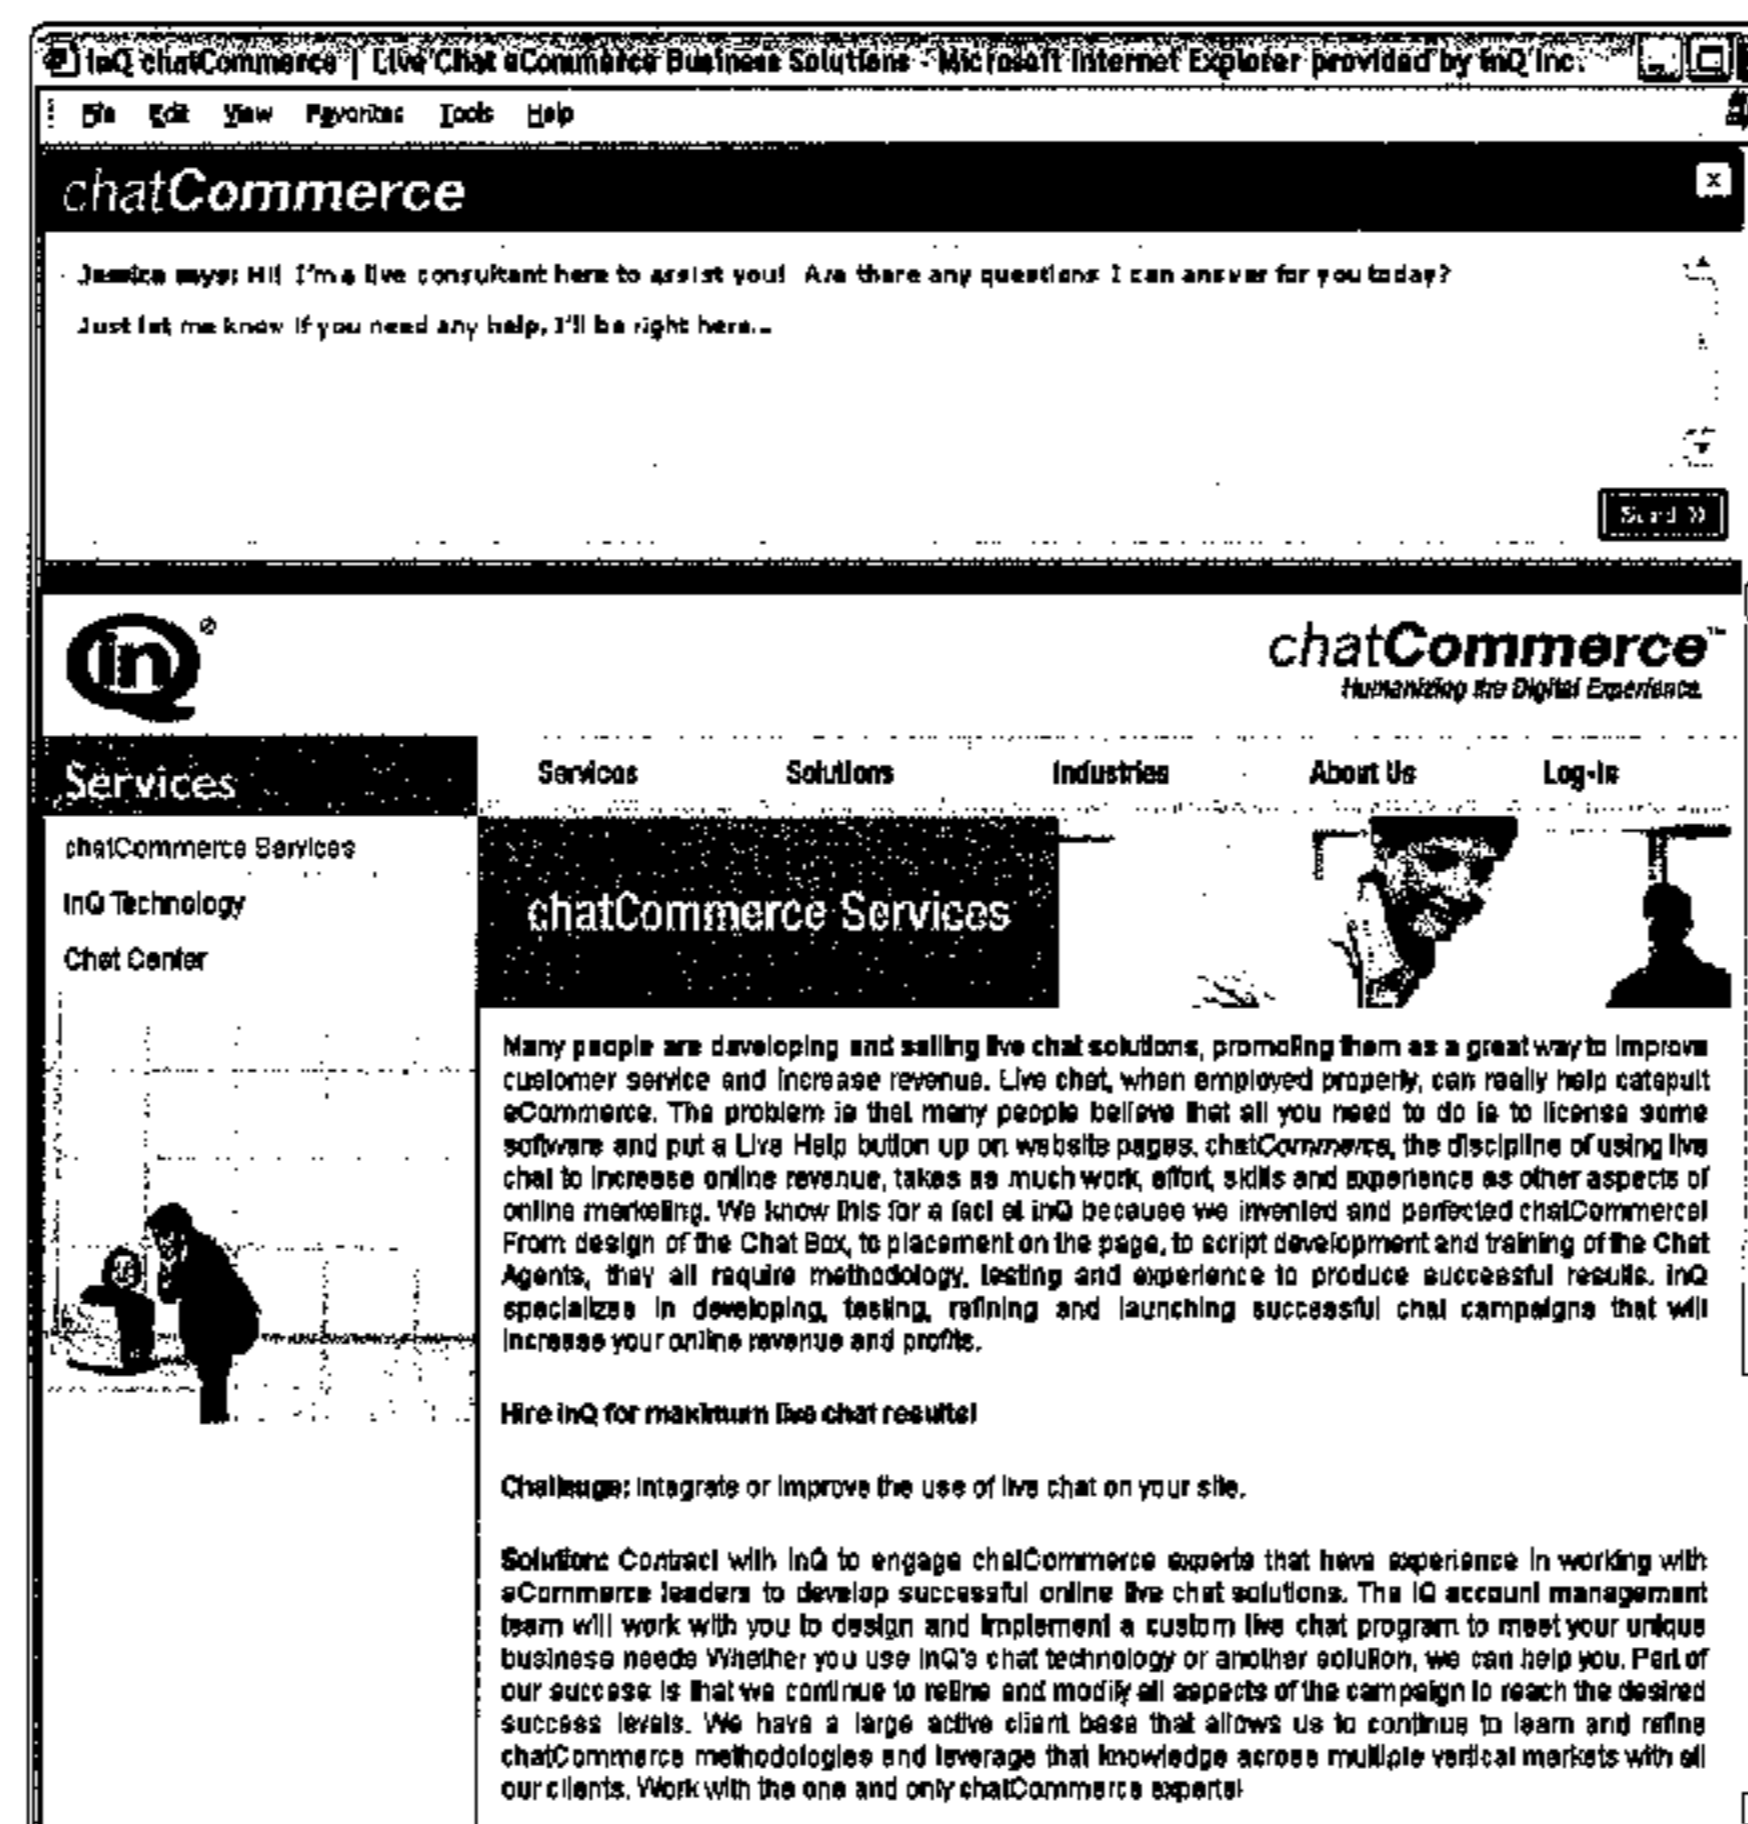 inQ chatCommerce | Live Chat eCommerce Business Solutions - Microsoft Internet Explorer provided by inQ Inc.
File Edit View Favorites Tools Help
chatCommerce
X
Jessica says: Hi! I'm a live consultant here to assist you! Are there any questions I can answer for you today?
Just let me know if you need any help, I'll be right here...
Send »
inQ®
chatCommerce™
Humanizing the Digital Experience.
Services
Services Solutions Industries About Us Log-In
chatCommerce Services
InQ Technology
Chat Center
chatCommerce Services
Many people are developing and selling live chat solutions, promoting them as a great way to improve
customer service and increase revenue. Live chat, when employed properly, can really help catapult
eCommerce. The problem is that many people believe that all you need to do is to license some
software and put a Live Help button up on website pages. chatCommerce, the discipline of using live
chat to increase online revenue, takes as much work, effort, skills and experience as other aspects of
online marketing. We know this for a fact at inQ because we invented and perfected chatCommerce!
From design of the Chat Box, to placement on the page, to script development and training of the Chat
Agents, they all require methodology, testing and experience to produce successful results. inQ
specializes in developing, testing, refining and launching successful chat campaigns that will
increase your online revenue and profits.
Hire inQ for maximum live chat results!
Challenge: Integrate or improve the use of live chat on your site.
Solution: Contract with inQ to engage chatCommerce experts that have experience in working with
eCommerce leaders to develop successful online live chat solutions. The IQ account management
team will work with you to design and implement a custom live chat program to meet your unique
business needs Whether you use InQ's chat technology or another solution, we can help you. Part of
our success is that we continue to refine and modify all aspects of the campaign to reach the desired
success levels. We have a large active client base that allows us to continue to learn and refine
chatCommerce methodologies and leverage that knowledge across multiple vertical markets with all
our clients. Work with the one and only chatCommerce experts!